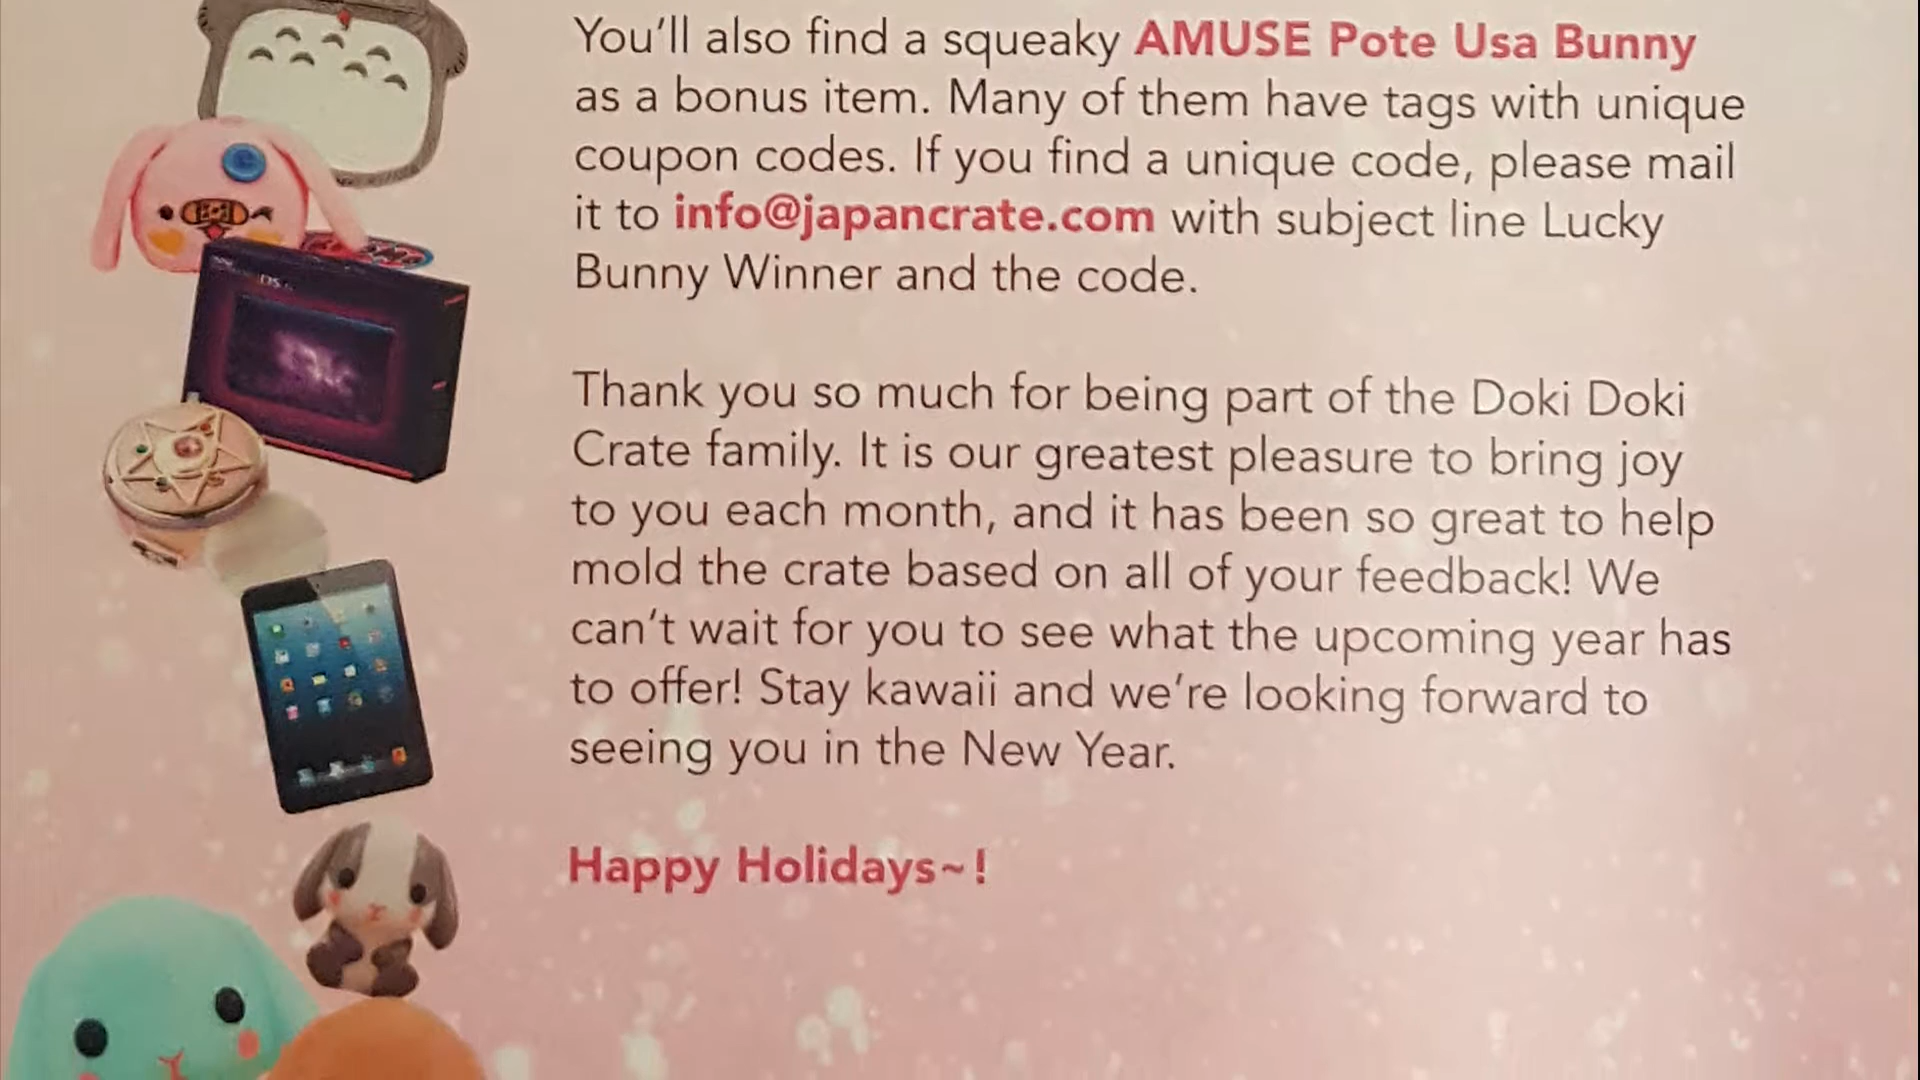 You'll also find a squeaky AMUSE Pote Usa Bunny
as a bonus item. Many of them have tags with unique
coupon codes. If you find a unique code, please mail
it to info@japancrate.com with subject line Lucky
Bunny Winner and the code.
Thank you so much for being part of the Doki Doki
Crate family. It is our greatest pleasure to bring joy
to you each month, and it has been so great to help
mold the crate based on all of your feedback! We
can't wait for you to see what the upcoming year has
to offer! Stay kawaii and we're looking forward to
seeing you in the New Year.
Happy Holidays~!